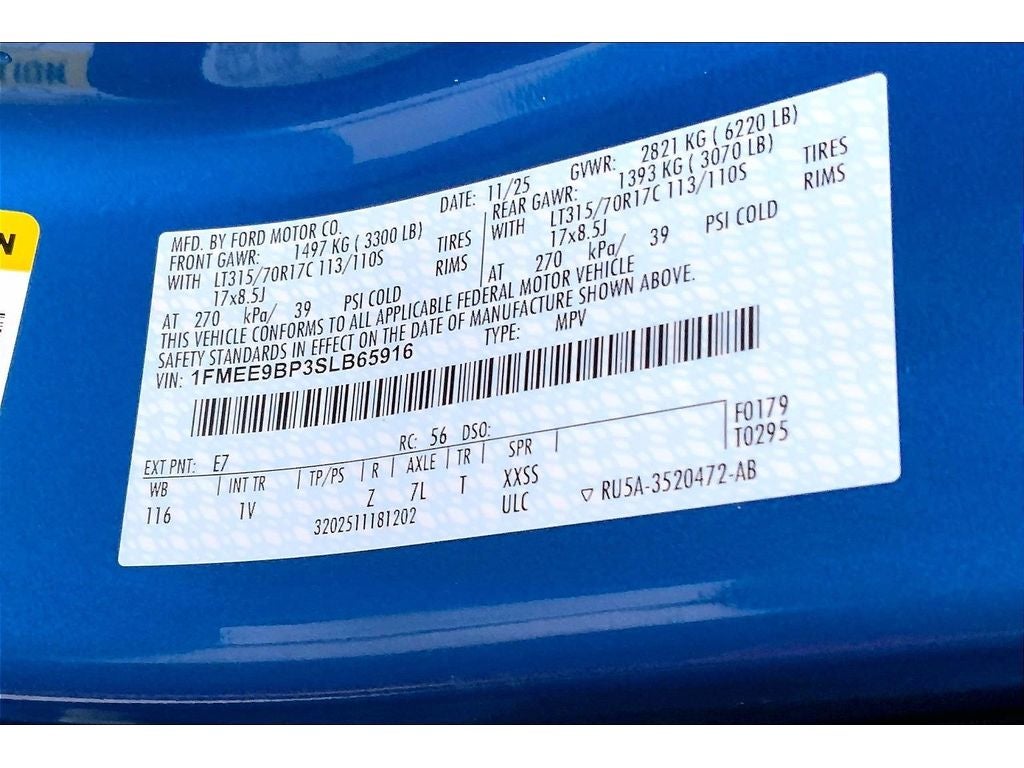 MFD. BY FORD MOTOR CO.
DATE: 11/25 GVWR: 2821 KG ( 6220 LB)
FRONT GAWR: 1497 KG ( 3300 LB)
WITH LT315/70R17C 113/110S TIRES
17x8.5J RIMS
AT 270 kPa/ 39 PSI COLD
REAR GAWR: 1393 KG ( 3070 LB)
WITH LT315/70R17C 113/110S TIRES
17x8.5J RIMS
AT 270 kPa/ 39 PSI COLD
THIS VEHICLE CONFORMS TO ALL APPLICABLE FEDERAL MOTOR VEHICLE
SAFETY STANDARDS IN EFFECT ON THE DATE OF MANUFACTURE SHOWN ABOVE.
VIN: 1FMEE9BP3SLB65916 TYPE: MPV
F0179
T0295
EXT PNT: E7 RC: 56 DSO:
WB INT TR TP/PS R AXLE TR SPR
116 1V Z 7L T XXSS
3202511181202 ULC
RU5A-3520472-AB
N